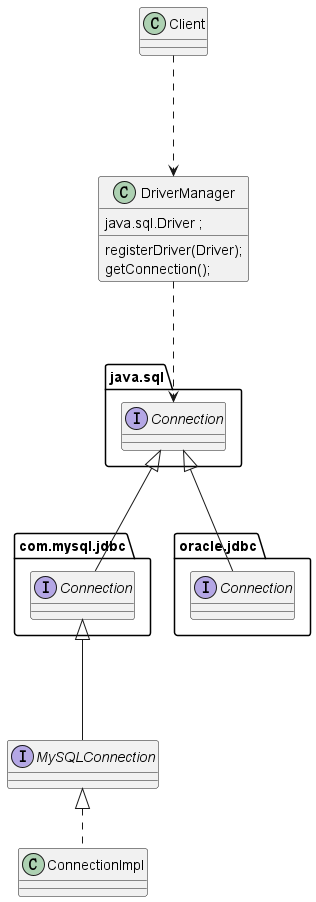 C Client
C DriverManager
java.sql.Driver ;
registerDriver(Driver);
getConnection();
java.sql
I Connection
com.mysql.jdbc
I Connection
oracle.jdbc
I Connection
I MySQLConnection
C ConnectionImpl